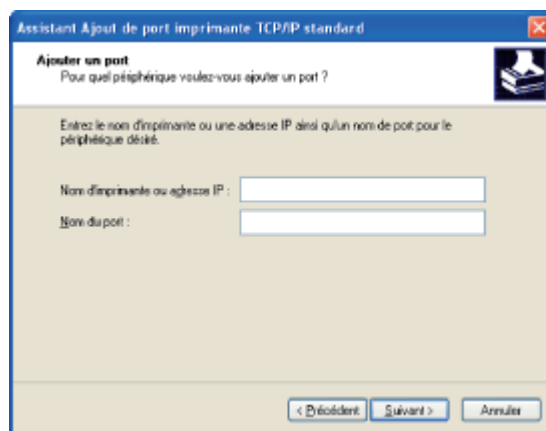 Assistant Ajout de port imprimante TCP/IP standard
Ajouter un port
Pour quel périphérique voulez-vous ajouter un port ?
Entrez le nom d'imprimante ou une adresse IP ainsi qu'un nom de port pour le
périphérique désiré.
Nom d'imprimante ou adresse IP :
Nom du port :
< Précédent
Suivant >
Annuler